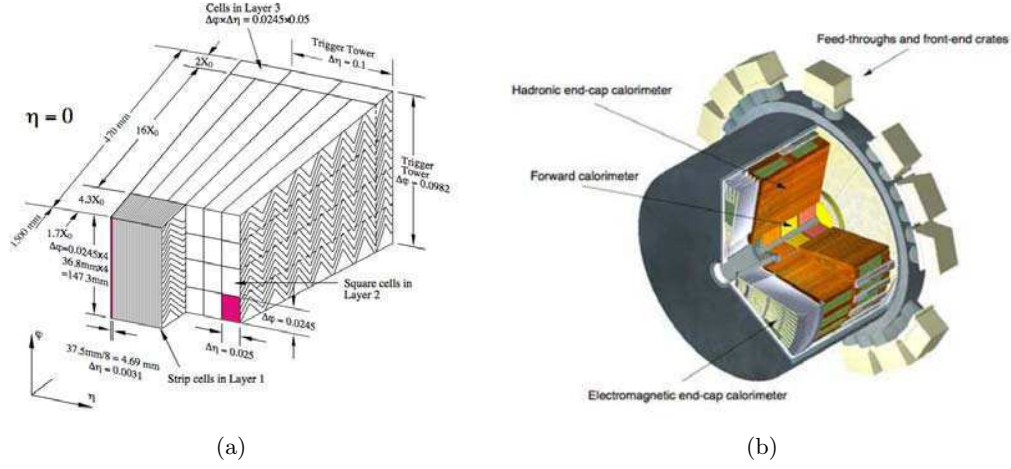 Cells in Layer 3
Δφ×Δη = 0.0245×0.05
Trigger Tower
Δη = 0.1
2X₀
η = 0
470 mm
16X₀
Trigger
Tower
Δφ = 0.0982
4.3X₀
1500 mm
1.7X₀
Δφ=0.0245x4
36.8mmx4
=147.3mm
Square cells in
Layer 2
Δφ = 0.0245
Δη = 0.025
37.5mm/8 = 4.69 mm
Δη = 0.0031
Strip cells in Layer 1
φ
η
(a)
Feed-throughs and front-end crates
Hadronic end-cap calorimeter
Forward calorimeter
Electromagnetic end-cap calorimeter
(b)